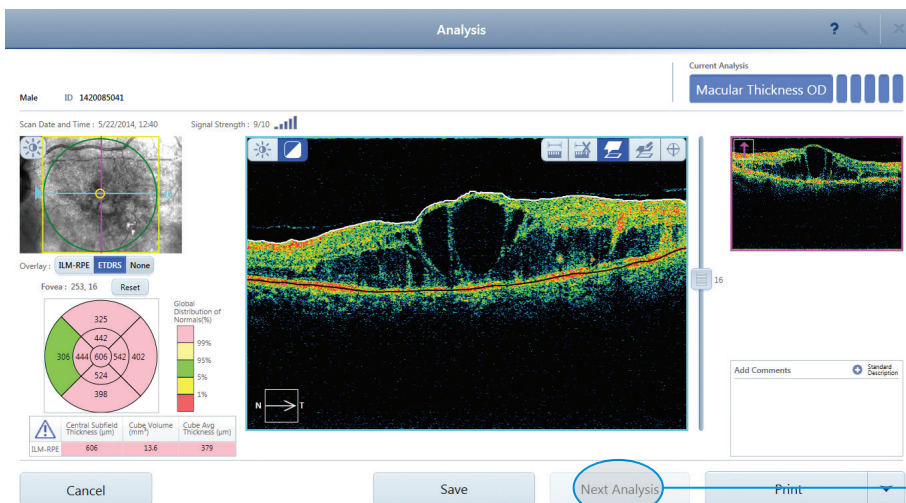 Analysis
?
Current Analysis
Macular Thickness OD
Male ID 1420085041
Scan Date and Time : 5/22/2014, 12:40 Signal Strength : 9/10
Overlay : ILM-RPE ETDRS None
Fovea : 253, 16 Reset
325
442
306 444 606 542 402
524
398
Global
Distribution of
Normals(%)
99%
95%
5%
1%
Central Subfield
Thickness (μm)
Cube Volume
(mm³)
Cube Avg
Thickness (μm)
ILM-RPE 606 13.6 379
N T
16
Add Comments
Standard
Description
Cancel
Save
Next Analysis
Print